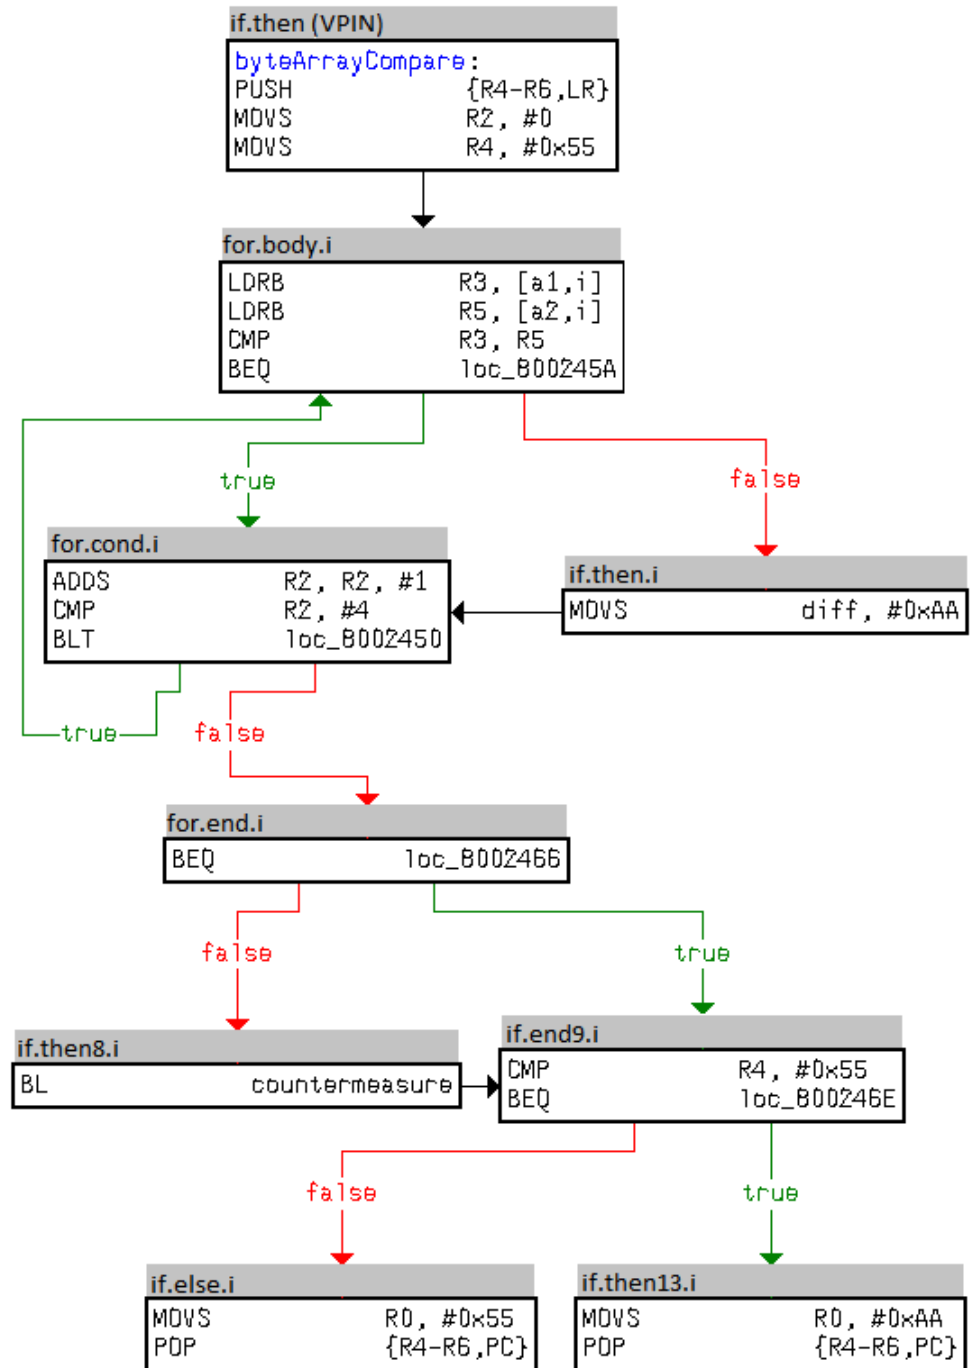 if.then (VPIN)
byteArrayCompare:
PUSH {R4-R6,LR}
MOVS R2, #0
MOVS R4, #0x55
for.body.i
LDRB R3, [a1,i]
LDRB R5, [a2,i]
CMP R3, R5
BEQ loc_800245A
true
false
for.cond.i
ADDS R2, R2, #1
CMP R2, #4
BLT loc_8002450
if.then.i
MOVS diff, #0xAA
true
false
for.end.i
BEQ loc_8002466
false
true
if.then8.i
BL countermeasure
if.end9.i
CMP R4, #0x55
BEQ loc_800246E
false
true
if.else.i
MOVS R0, #0x55
POP {R4-R6,PC}
if.then13.i
MOVS R0, #0xAA
POP {R4-R6,PC}